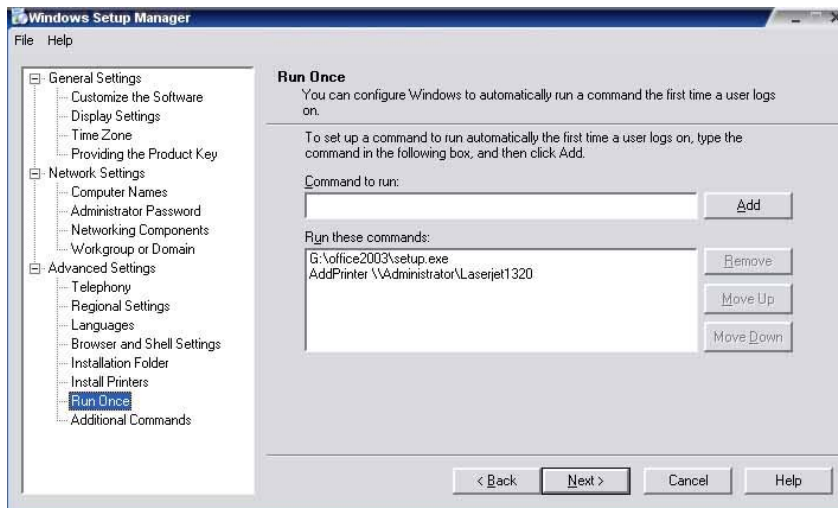 Windows Setup Manager
File Help
General Settings
Customize the Software
Display Settings
Time Zone
Providing the Product Key
Network Settings
Computer Names
Administrator Password
Networking Components
Workgroup or Domain
Advanced Settings
Telephony
Regional Settings
Languages
Browser and Shell Settings
Installation Folder
Install Printers
Run Once
Additional Commands
Run Once
You can configure Windows to automatically run a command the first time a user logs
on.
To set up a command to run automatically the first time a user logs on, type the
command in the following box, and then click Add.
Command to run:
Add
Run these commands:
G:\office2003\setup.exe
AddPrinter \\Administrator\Laserjet1320
Remove
Move Up
Move Down
< Back
Next >
Cancel
Help